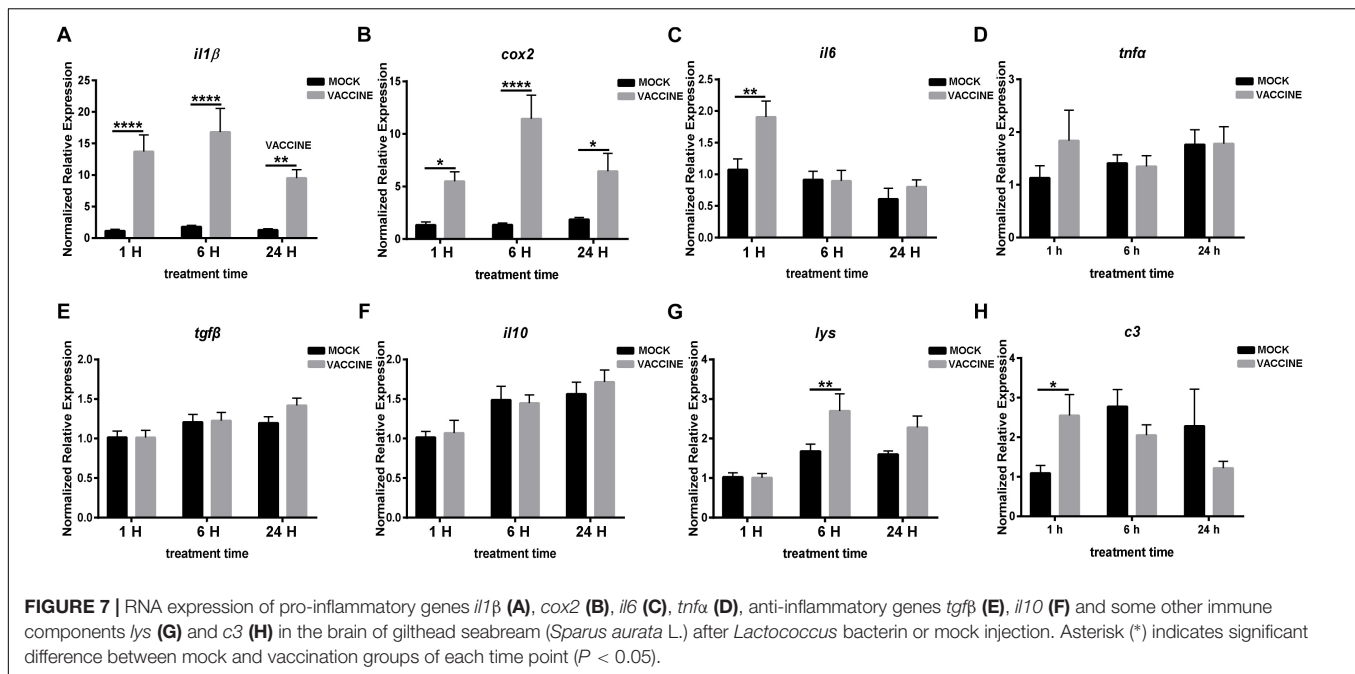 A
il1β
Normalized Relative Expression
25
20
15
10
5
0
****
****
VACCINE
**
MOCK
VACCINE
1 H
6 H
24 H
treatment time
B
cox2
Normalized Relative Expression
15
10
5
0
*
****
*
MOCK
VACCINE
1 H
6 H
24 H
treatment time
C
il6
Normalized Relative Expression
2.5
2.0
1.5
1.0
0.5
0.0
**
MOCK
VACCINE
1 H
6 H
24 H
treatment time
D
tnfα
Normalized Relative Expression
3
2
1
0
MOCK
VACCINE
1 h
6 h
24 h
treatment time
E
tgfβ
Normalized Relative Expression
2.0
1.5
1.0
0.5
0.0
MOCK
VACCINE
1 H
6 H
24 H
treatment time
F
il10
Normalized Relative Expression
2.0
1.5
1.0
0.5
0.0
MOCK
VACCINE
1 H
6 H
24 H
treatment time
G
lys
Normalized Relative Expression
4
3
2
1
0
**
MOCK
VACCINE
1 H
6 H
24 H
treatment time
H
c3
Normalized Relative Expression
4
3
2
1
0
*
MOCK
VACCINE
1 h
6 h
24 h
treatment time
FIGURE 7 | RNA expression of pro-inflammatory genes il1β (A), cox2 (B), il6 (C), tnfα (D), anti-inflammatory genes tgfβ (E), il10 (F) and some other immune
components lys (G) and c3 (H) in the brain of gilthead seabream (Sparus aurata L.) after Lactococcus bacterin or mock injection. Asterisk (*) indicates significant
difference between mock and vaccination groups of each time point (P < 0.05).